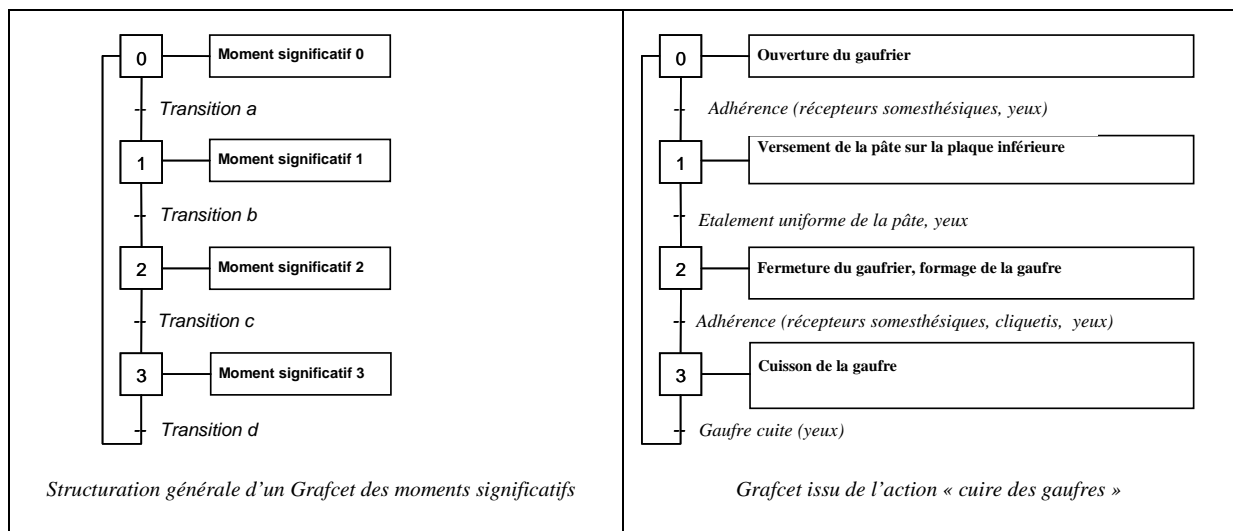 0
Moment significatif 0
Transition a
1
Moment significatif 1
Transition b
2
Moment significatif 2
Transition c
3
Moment significatif 3
Transition d
Structuration générale d’un Grafcet des moments significatifs
0
Ouverture du gaufrier
Adhérence (récepteurs somesthésiques, yeux)
1
Versement de la pâte sur la plaque inférieure
Etalement uniforme de la pâte, yeux
2
Fermeture du gaufrier, formage de la gaufre
Adhérence (récepteurs somesthésiques, cliquetis, yeux)
3
Cuisson de la gaufre
Gaufre cuite (yeux)
Grafcet issu de l’action « cuire des gaufres »